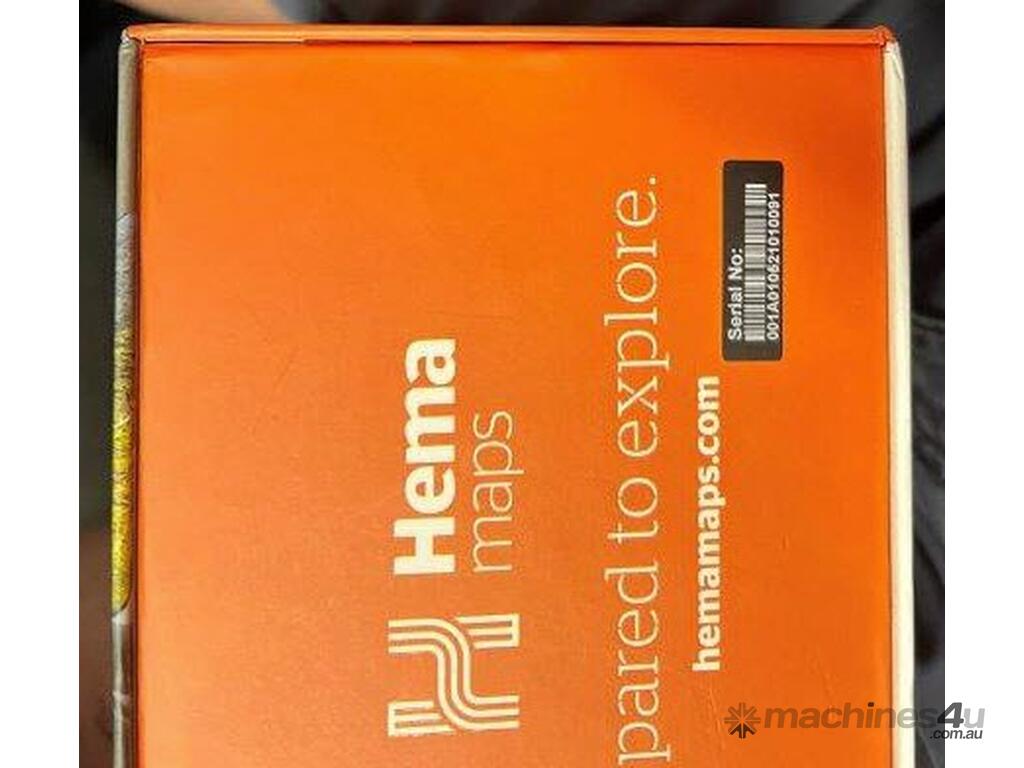 Hema
maps
pared to explore.
hemamaps.com
Serial No:
001A010621010091
machines4u
.com.au